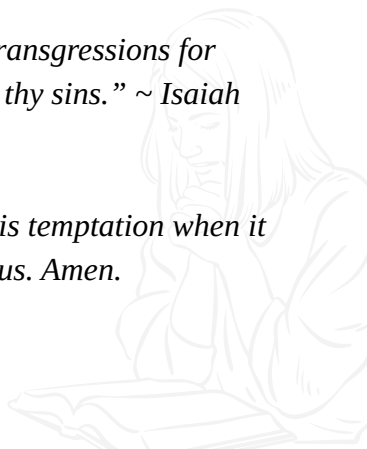 ransgressions for
thy sins.” ~ Isaiah
is temptation when it
us. Amen.